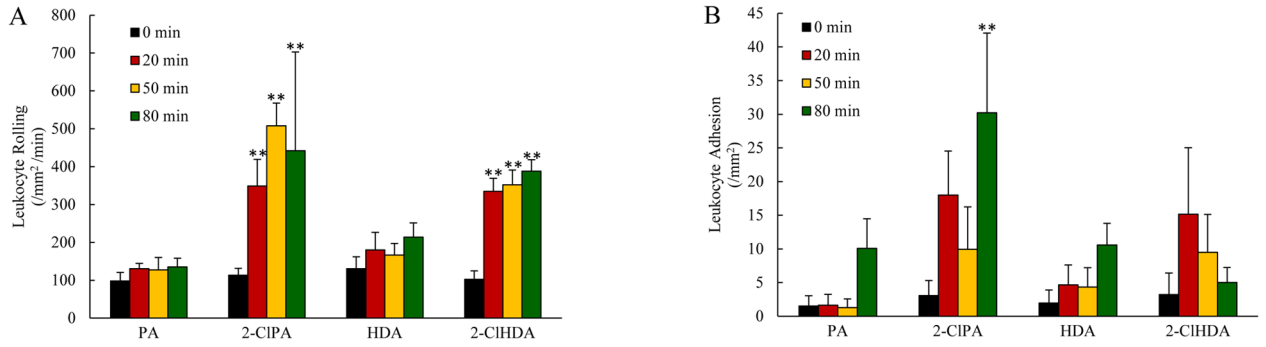 A
Leukocyte Rolling
(/mm² /min)
800
700
600
500
400
300
200
100
0
0 min
20 min
50 min
80 min
**
**
**
**
**
**
PA
2-ClPA
HDA
2-ClHDA
B
Leukocyte Adhesion
(/mm²)
45
40
35
30
25
20
15
10
5
0
0 min
20 min
50 min
80 min
**
PA
2-ClPA
HDA
2-ClHDA